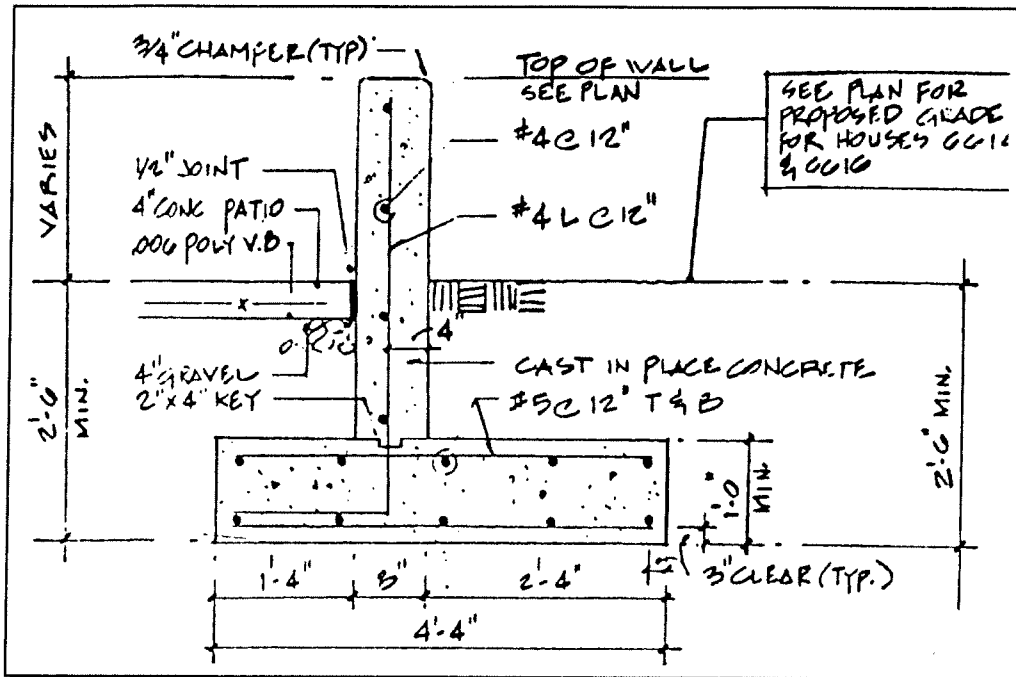 3/4" CHAMFER (TYP)
TOP OF WALL
SEE PLAN
SEE PLAN FOR
PROPOSED GRADE
FOR HOUSES
&
#4 @ 12"
VARIES
1/2" JOINT
4" CONC PATIO
.006 POLY V.B
#4 L @ 12"
x
4"
4" GRAVEL
2" x 4" KEY
CAST IN PLACE CONCRETE
#5 @ 12" T & B
2'-6"
MIN.
2'-6" MIN.
1'-0"
MIN.
3" CLEAR (TYP.)
1'-4"
8"
2'-4"
4'-4"